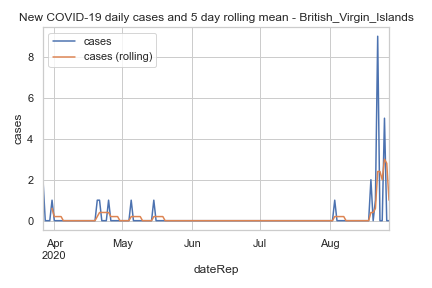 New COVID-19 daily cases and 5 day rolling mean - British_Virgin_Islands
cases
cases (rolling)
8
6
4
2
0
cases
Apr
2020
May
Jun
Jul
Aug
dateRep